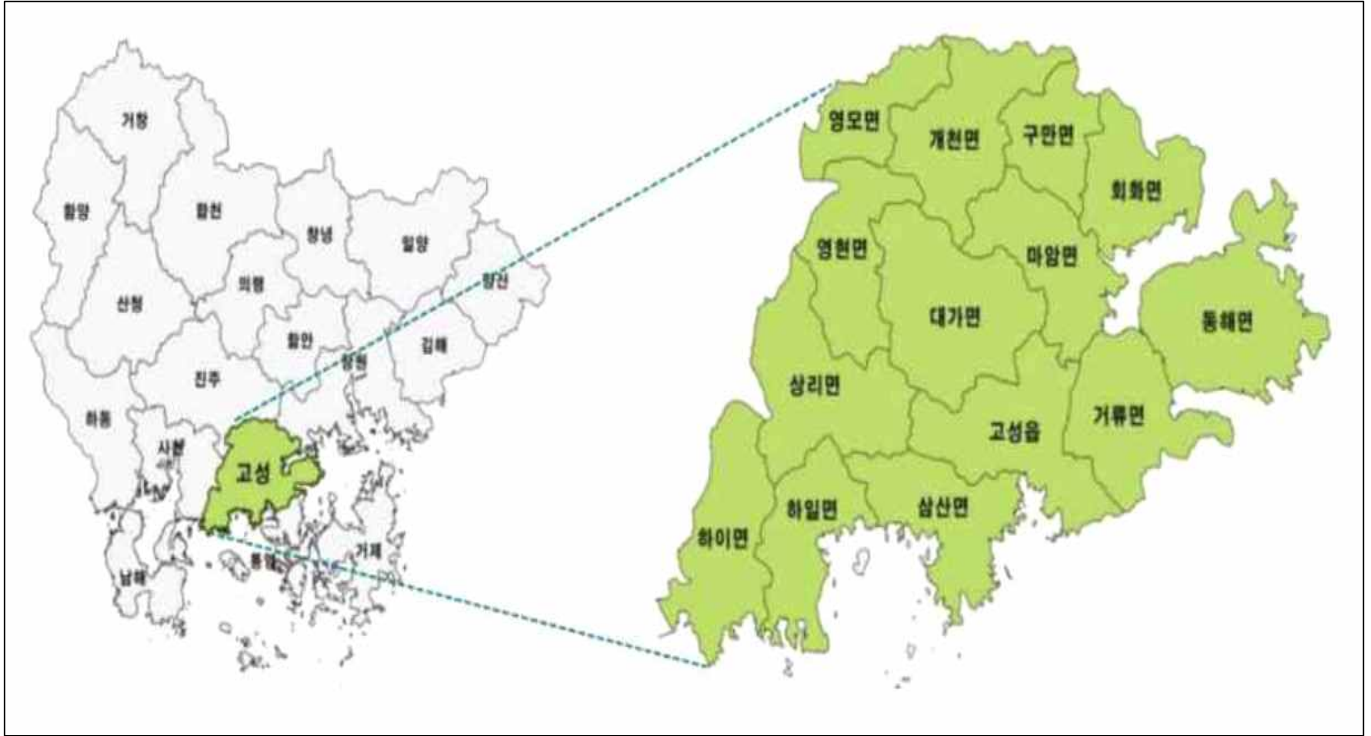 거창
함양
합천
창녕
밀양
양산
산청
의령
함안
창원
김해
진주
하동
사천
고성
남해
통영
거제
영오면
개천면
구만면
회화면
영현면
마암면
대가면
동해면
상리면
고성읍
거류면
하이면
하일면
삼산면